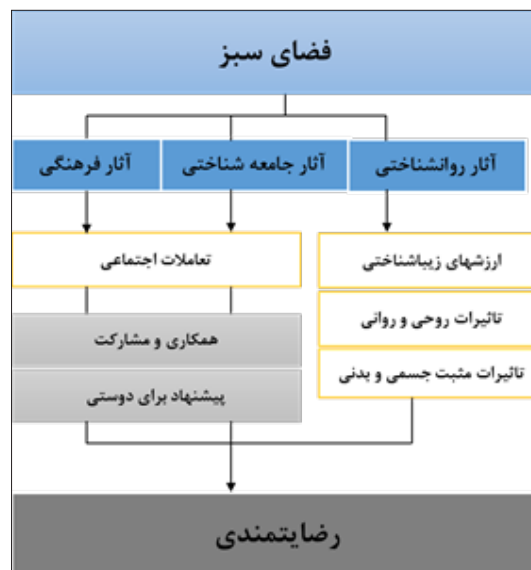 فضای سبز
آثار روانشناختی
آثار جامعه شناختی
آثار فرهنگی
ارزشهای زیباشناختی
تعاملات اجتماعی
تاثیرات روحی و روانی
همکاری و مشارکت
تاثیرات مثبت جسمی و بدنی
پیشنهاد برای دوستی
رضایتمندی